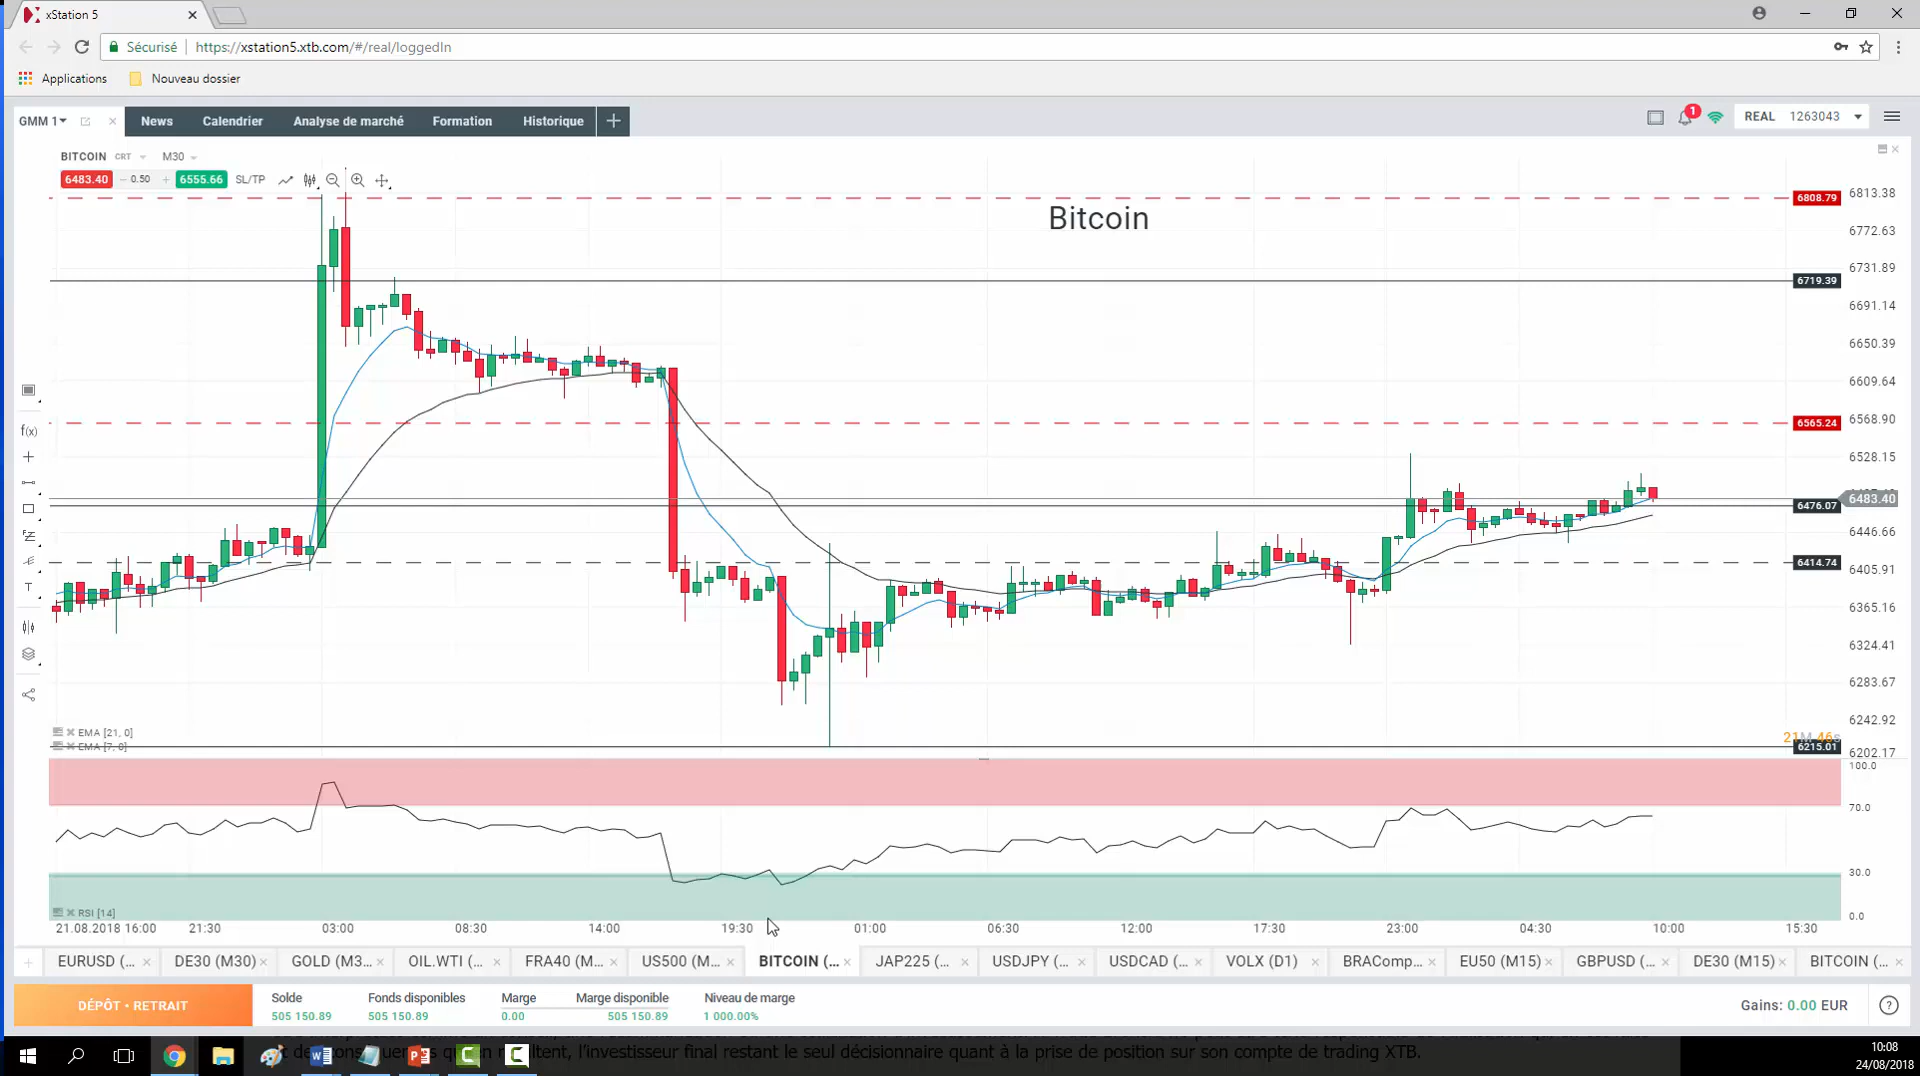 xStation 5
Sécurisé https://xstation5.xtb.com/#/real/loggedIn
Applications Nouveau dossier
GMM 1 News Calendrier Analyse de marché Formation Historique
1 REAL 1263043
BITCOIN CRT M30
6483.40 0.50 6555.66 SL/TP
Bitcoin
6813.38
6808.79
6772.63
6731.89
6719.39
6691.14
6650.39
6609.64
6568.90
6565.24
6528.15
6483.40
6476.07
6446.66
6414.74
6405.91
6365.16
6324.41
6283.67
6242.92
21M 46s
6215.01
6202.17
f(x)
T
EMA [21, 0]
EMA [7, 0]
100.0
70.0
30.0
0.0
RSI [14]
21.08.2018 16:00 21:30 03:00 08:30 14:00 19:30 01:00 06:30 12:00 17:30 23:00 04:30 10:00 15:30
EURUSD (... DE30 (M30) GOLD (M3... OIL.WTI (... FRA40 (M... US500 (M... BITCOIN (... JAP225 (... USDJPY (... USDCAD (... VOLX (D1) BRAComp... EU50 (M15) GBPUSD (... DE30 (M15) BITCOIN (...
DÉPÔT • RETRAIT
Solde Fonds disponibles Marge Marge disponible Niveau de marge
505 150.89 505 150.89 0.00 505 150.89 1 000.00%
Gains: 0.00 EUR
l'investisseur final restant le seul décisionnaire quant à la prise de position sur son compte de trading XTB.
10:08
24/08/2018